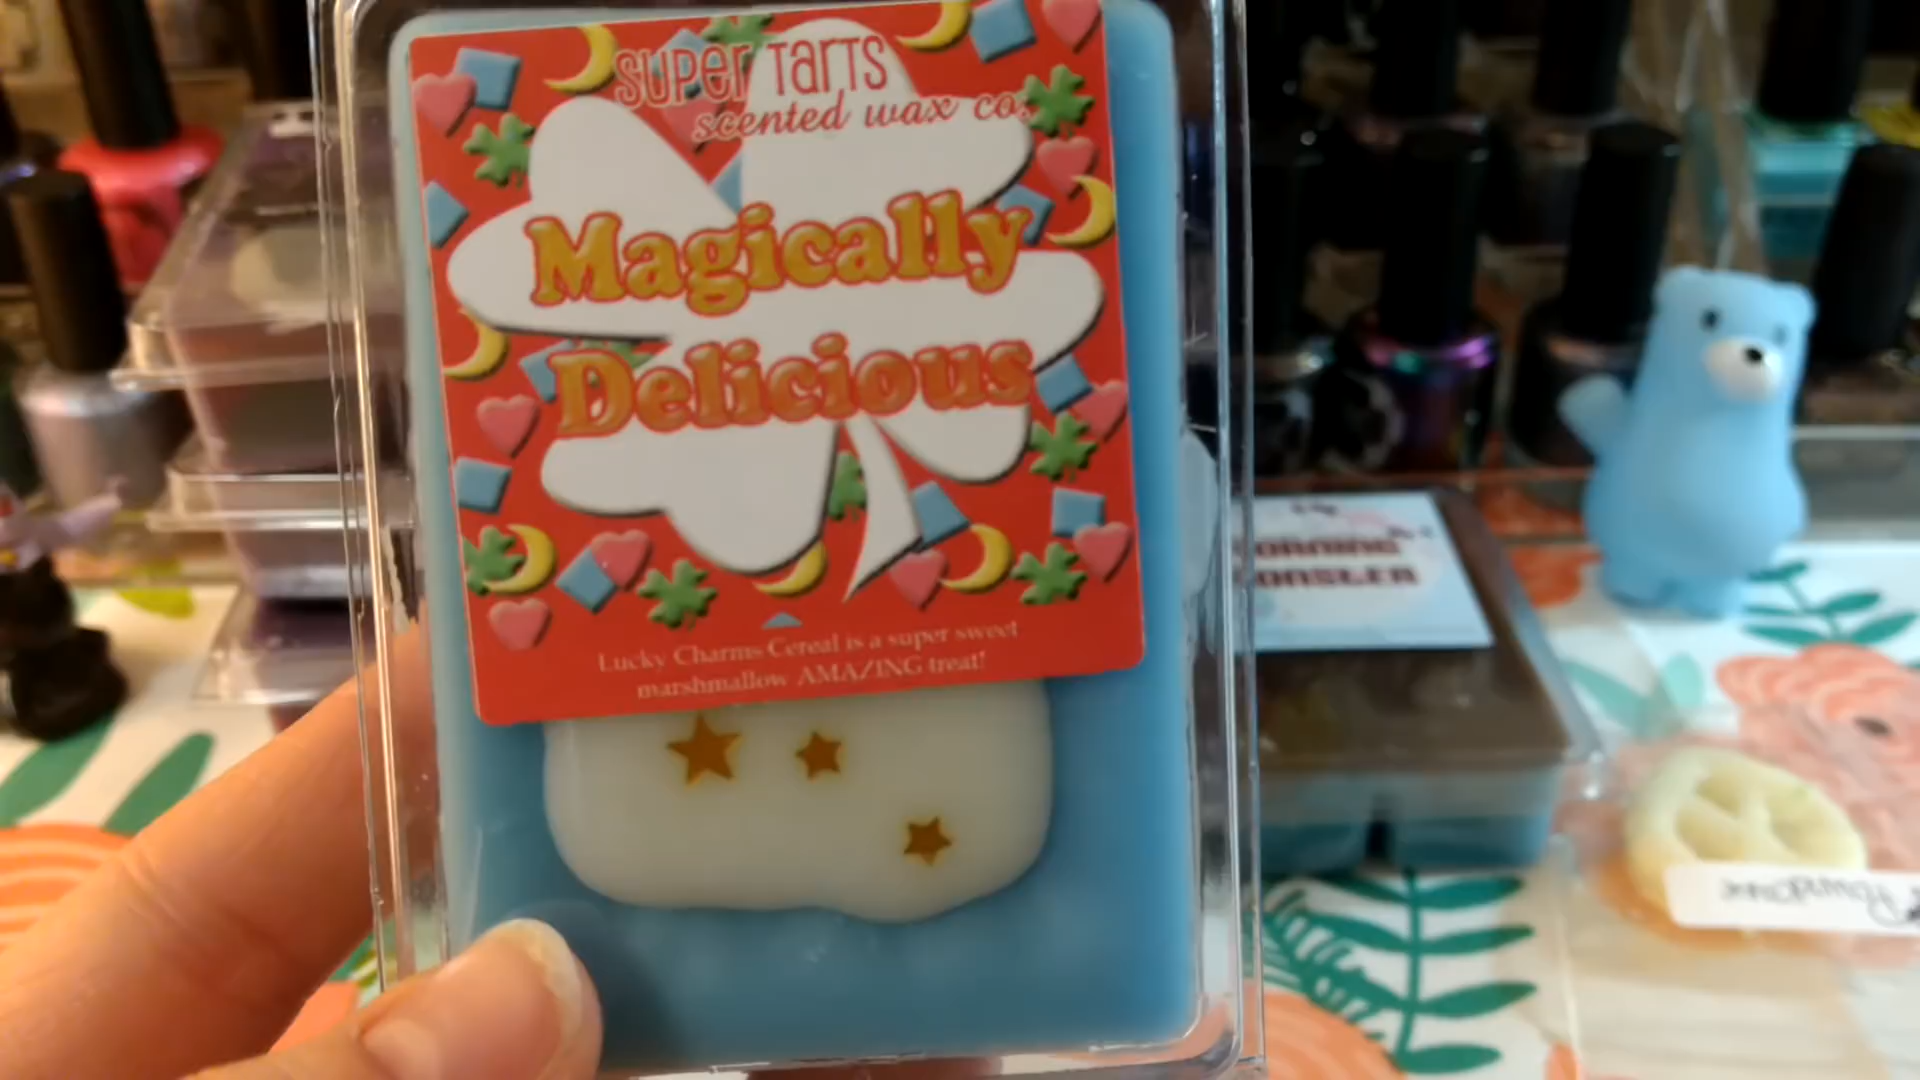 super Tarts
scented wax co.
Magically
Delicious
Lucky Charms Cereal is a super sweet
marshmallow AMAZING treat!